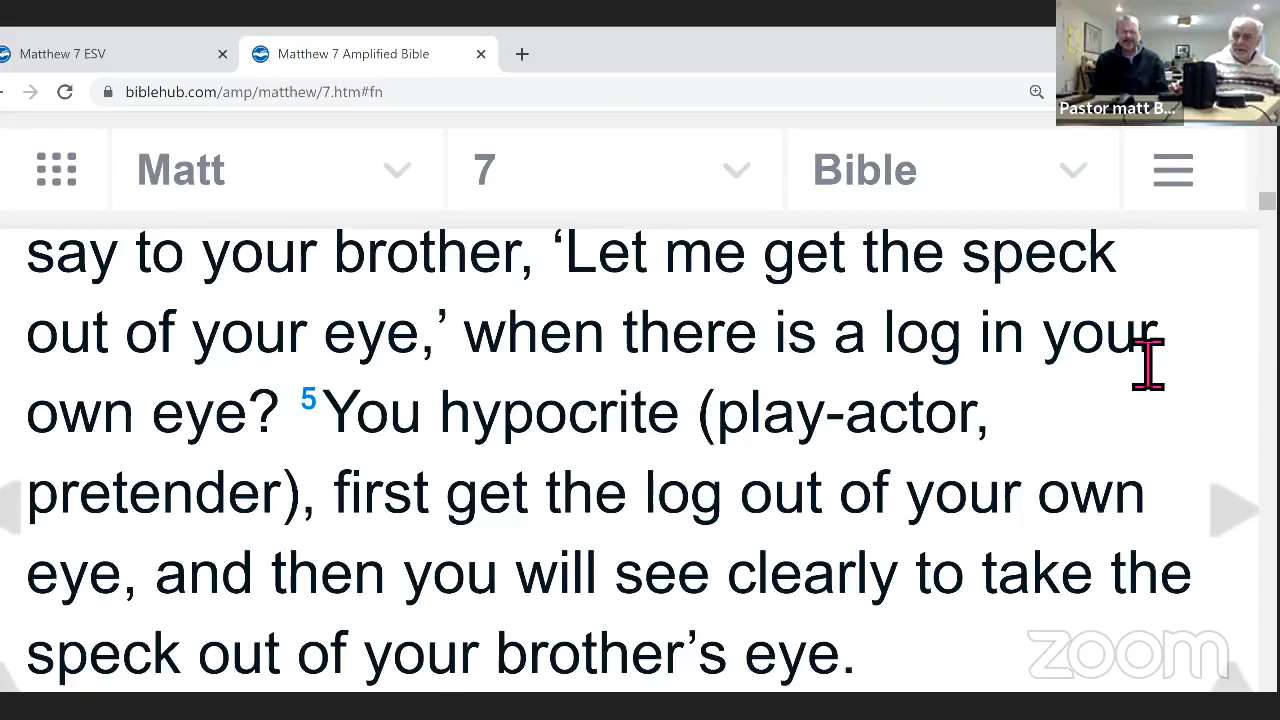 Matthew 7 ESV
Matthew 7 Amplified Bible
biblehub.com/amp/matthew/7.htm#fn
Pastor matt B...
Matt
7
Bible
say to your brother, ‘Let me get the speck
out of your eye,’ when there is a log in your
own eye? 5 You hypocrite (play-actor,
pretender), first get the log out of your own
eye, and then you will see clearly to take the
speck out of your brother’s eye.
zoom